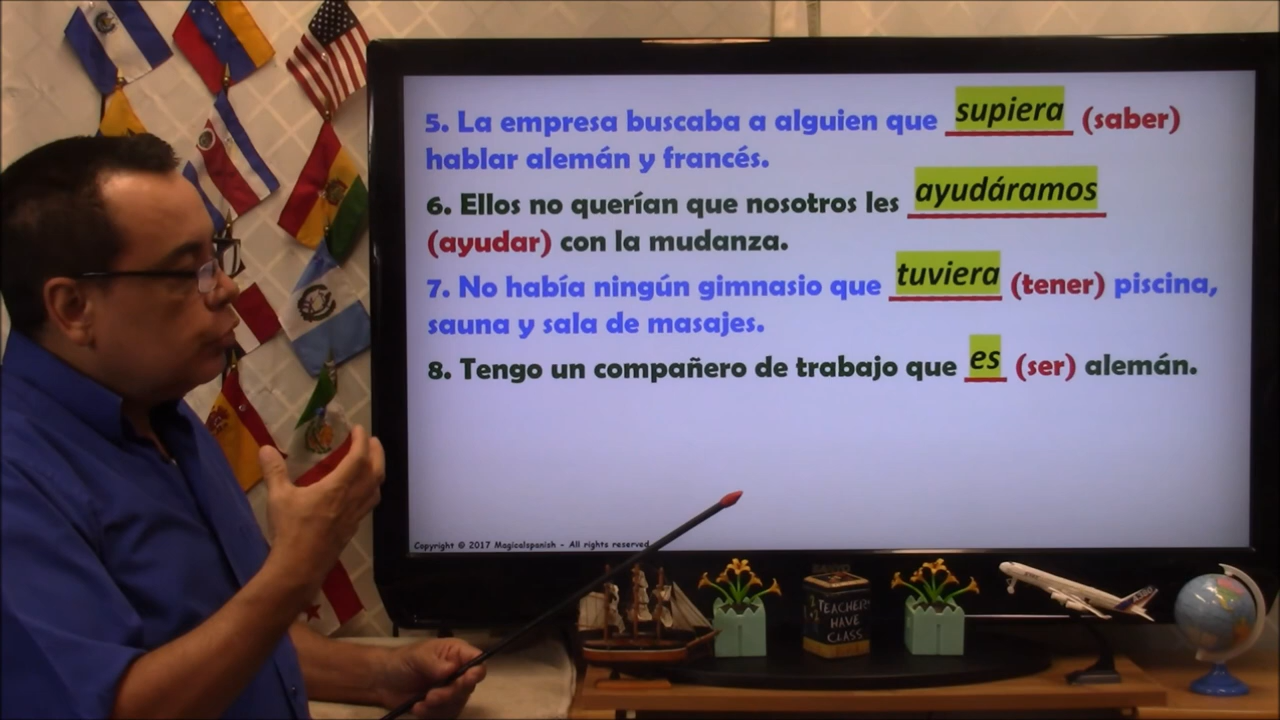 5. La empresa buscaba a alguien que supiera (saber)
hablar alemán y francés.
6. Ellos no querían que nosotros les ayudáramos
(ayudar) con la mudanza.
7. No había ningún gimnasio que tuviera (tener) piscina,
sauna y sala de masajes.
8. Tengo un compañero de trabajo que es (ser) alemán.
Copyright © 2017 Magicalspanish - All rights reserved
TEACHERS
HAVE
CLASS